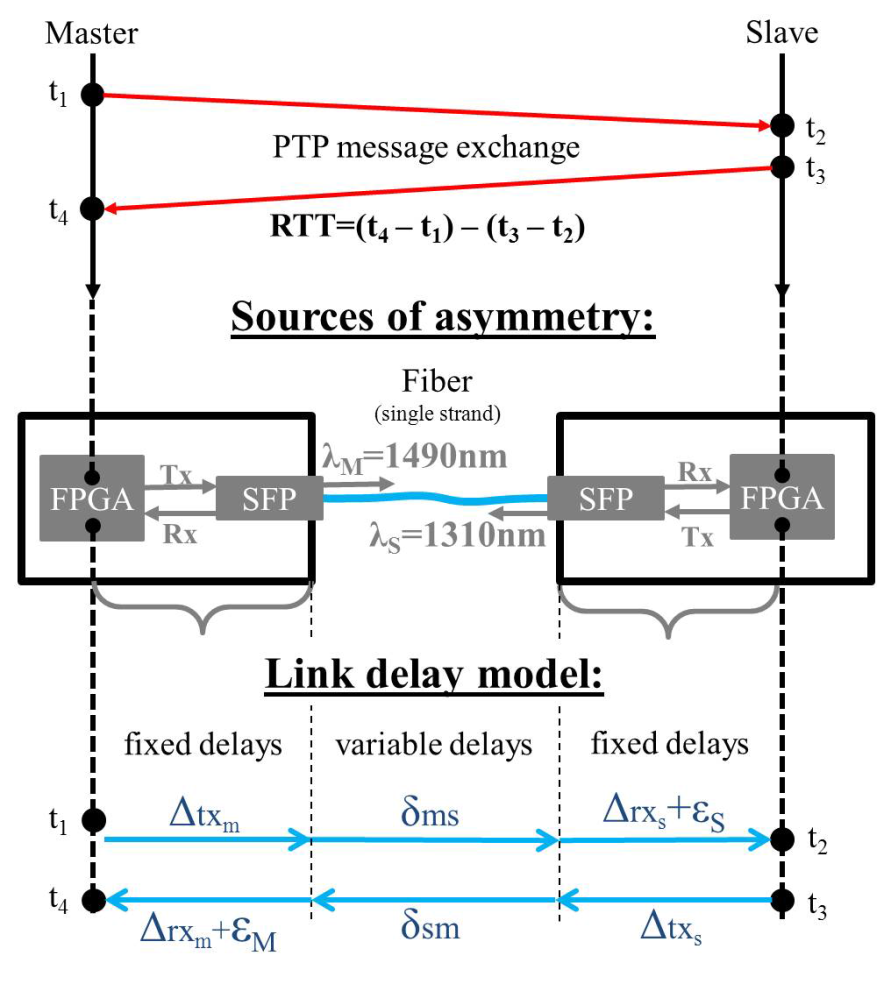 Master
Slave
t₁
t₂
PTP message exchange
t₃
t₄
RTT=(t₄ – t₁) – (t₃ – t₂)
Sources of asymmetry:
Fiber
(single strand)
λM=1490nm
Tx
Rx
FPGA
SFP
SFP
FPGA
Rx
λS=1310nm
Tx
Link delay model:
fixed delays
variable delays
fixed delays
t₁
Δtxₘ
δms
Δrxₛ+εS
t₂
t₄
Δrxₘ+εM
δsm
Δtxₛ
t₃